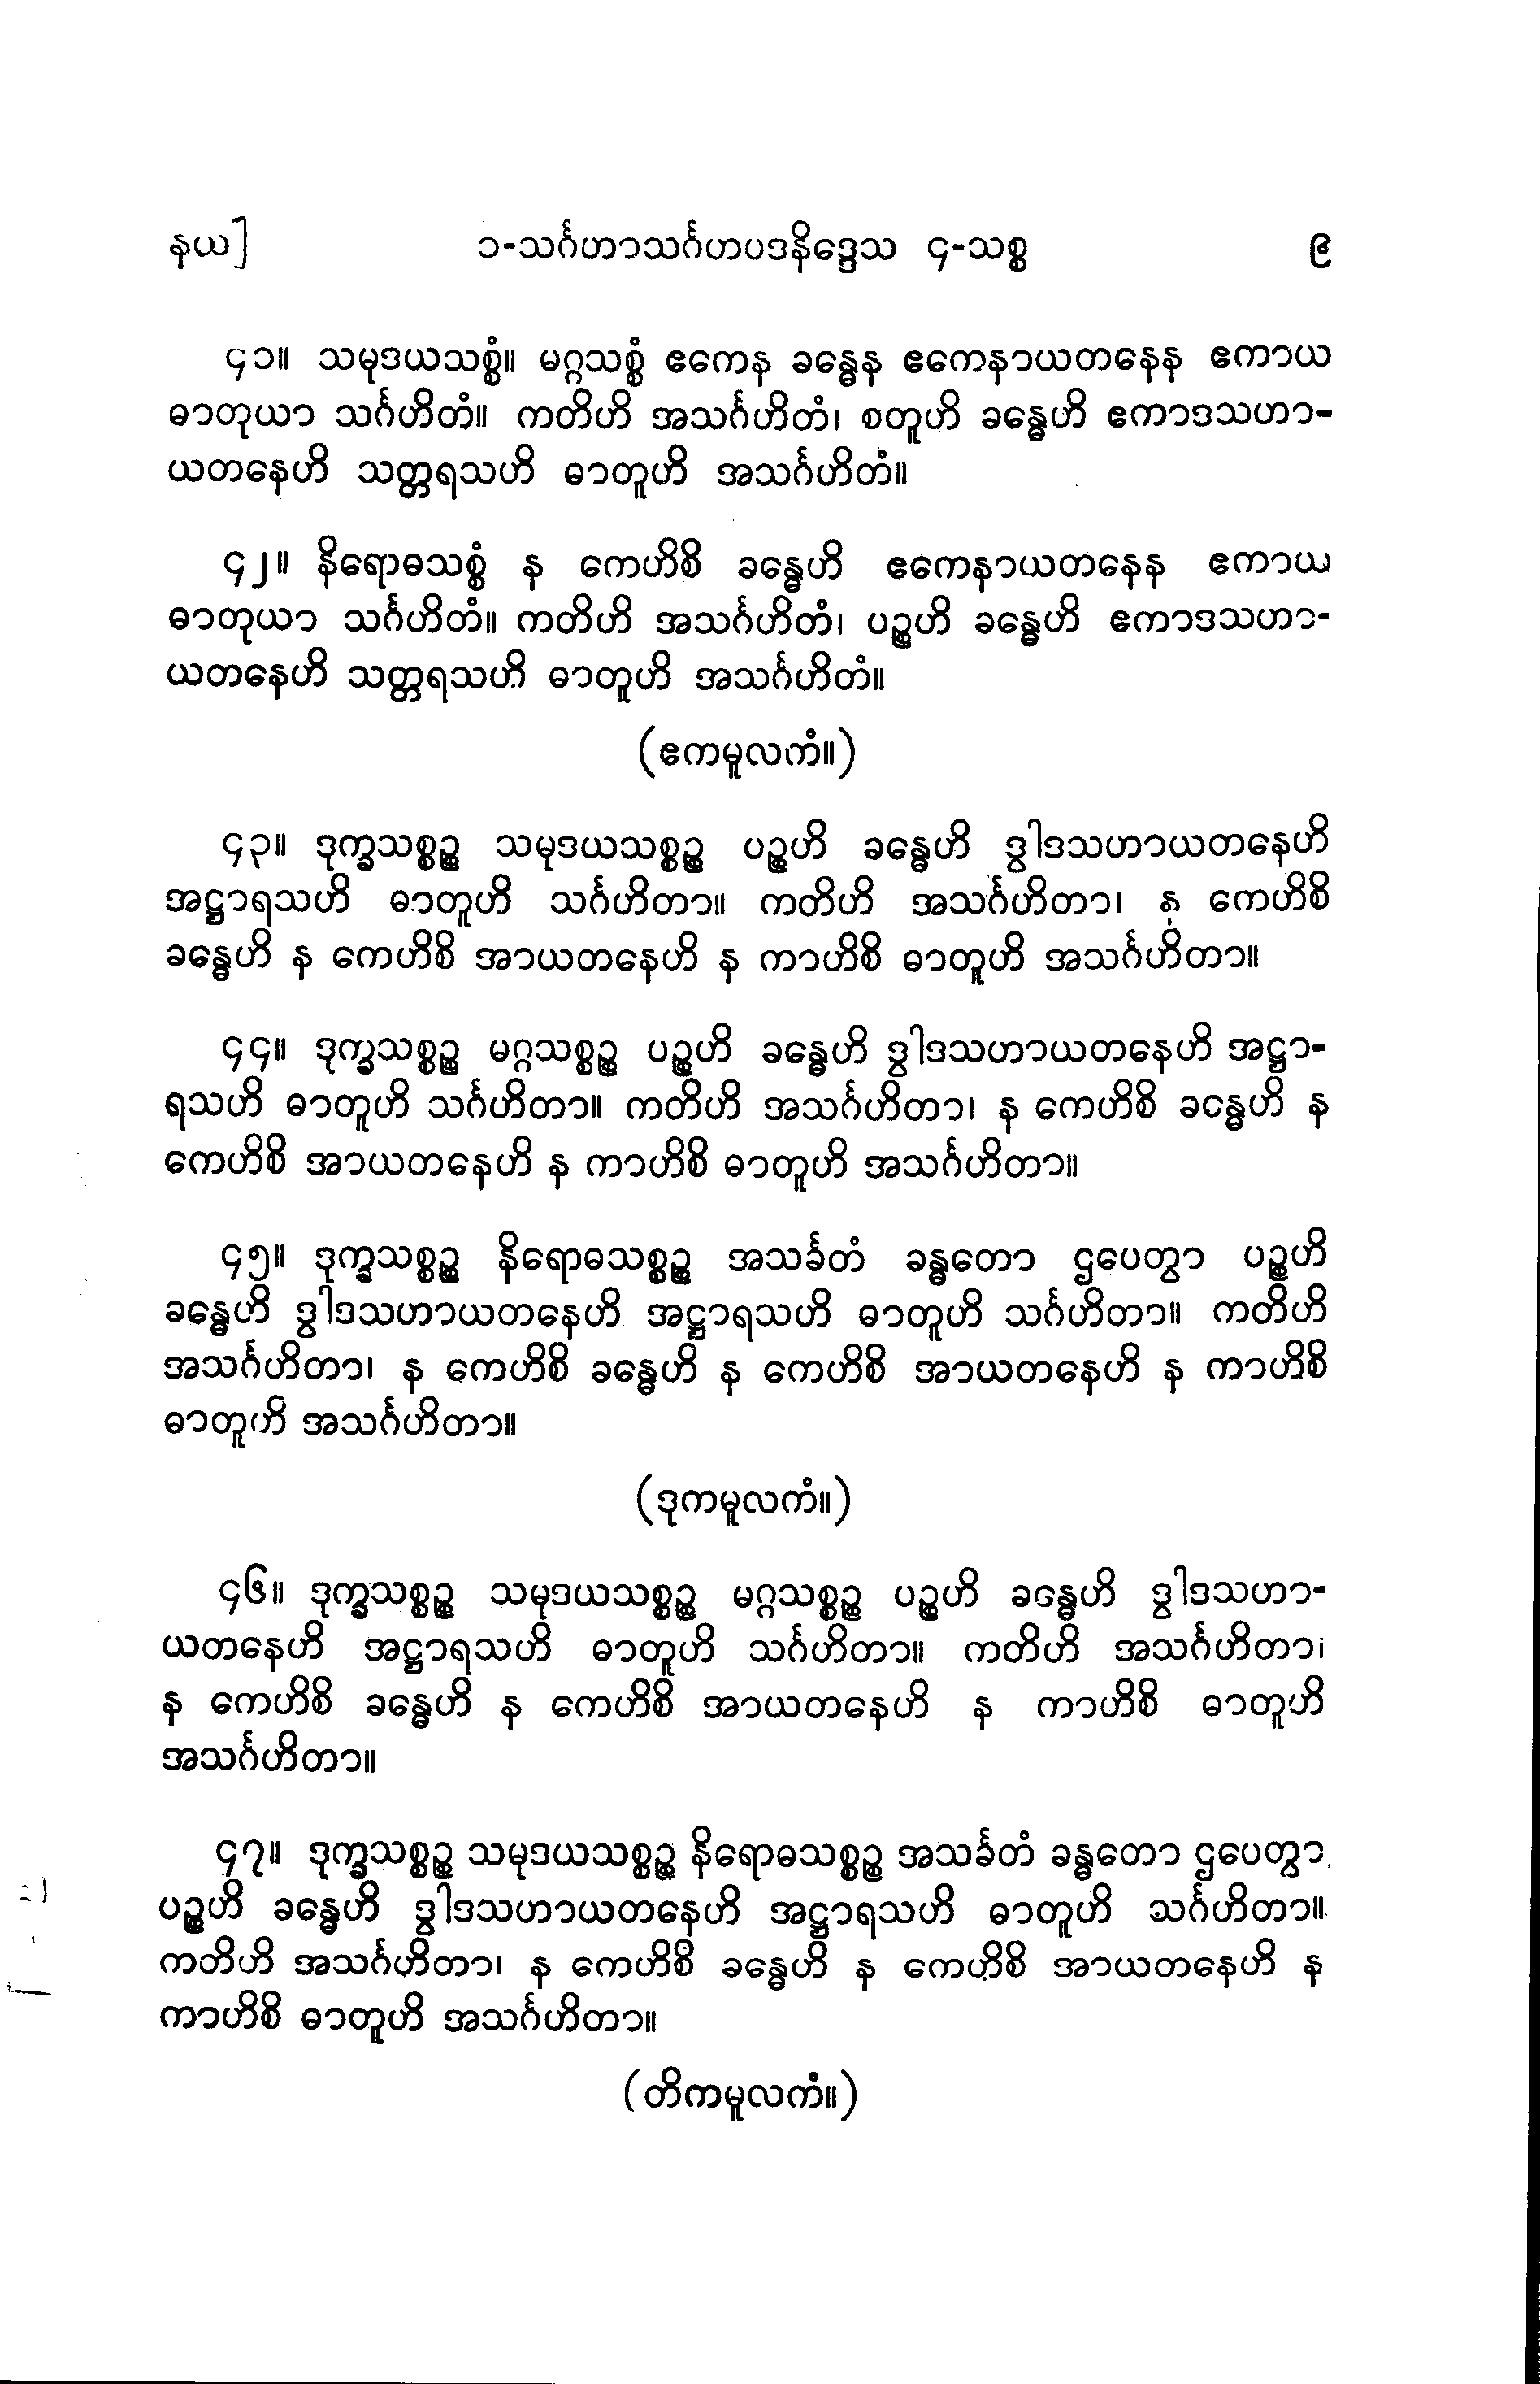 နယ]	၁-သင်္ဂဟာသင်္ဂဟပဒနိဒ္ဒေသ ၄-သစ္စ	၉
၄၁။ သမုဒယသစ္စံ။ မဂ္ဂသစ္စံ ဧကေန ခန္ဓေန ဧကေနာယတနေန ဧကာယ
ဓာတုယာ သင်္ဂဟိတံ။ ကတိဟိ အသင်္ဂဟိတံ၊ စတူဟိ ခန္ဓေဟိ ဧကာဒသဟာ-
ယတနေဟိ သတ္တရသဟိ ဓာတူဟိ အသင်္ဂဟိတံ။
၄၂။ နိရောဓသစ္စံ န ကေဟိစိ ခန္ဓေဟိ ဧကေနာယတနေန ဧကာယ
ဓာတုယာ သင်္ဂဟိတံ။ ကတိဟိ အသင်္ဂဟိတံ၊ ပဉ္စဟိ ခန္ဓေဟိ ဧကာဒသဟာ-
ယတနေဟိ သတ္တရသဟိ ဓာတူဟိ အသင်္ဂဟိတံ။
(ဧကမူလကံ။)
၄၃။ ဒုက္ခသစ္စဉ္စ သမုဒယသစ္စဉ္စ ပဉ္စဟိ ခန္ဓေဟိ ဒွါဒသဟာယတနေဟိ
အဋ္ဌာရသဟိ ဓာတူဟိ သင်္ဂဟိတာ။ ကတိဟိ အသင်္ဂဟိတာ၊ န ကေဟိစိ
ခန္ဓေဟိ န ကေဟိစိ အာယတနေဟိ န ကာဟိစိ ဓာတူဟိ အသင်္ဂဟိတာ။
၄၄။ ဒုက္ခသစ္စဉ္စ မဂ္ဂသစ္စဉ္စ ပဉ္စဟိ ခန္ဓေဟိ ဒွါဒသဟာယတနေဟိ အဋ္ဌာ-
ရသဟိ ဓာတူဟိ သင်္ဂဟိတာ။ ကတိဟိ အသင်္ဂဟိတာ၊ န ကေဟိစိ ခန္ဓေဟိ န
ကေဟိစိ အာယတနေဟိ န ကာဟိစိ ဓာတူဟိ အသင်္ဂဟိတာ။
၄၅။ ဒုက္ခသစ္စဉ္စ နိရောဓသစ္စဉ္စ အသင်္ခတံ ခန္ဓတော ဌပေတွာ ပဉ္စဟိ
ခန္ဓေဟိ ဒွါဒသဟာယတနေဟိ အဋ္ဌာရသဟိ ဓာတူဟိ သင်္ဂဟိတာ။ ကတိဟိ
အသင်္ဂဟိတာ၊ န ကေဟိစိ ခန္ဓေဟိ န ကေဟိစိ အာယတနေဟိ န ကာဟိစိ
ဓာတူဟိ အသင်္ဂဟိတာ။
(ဒုကမူလကံ။)
၄၆။ ဒုက္ခသစ္စဉ္စ သမုဒယသစ္စဉ္စ မဂ္ဂသစ္စဉ္စ ပဉ္စဟိ ခန္ဓေဟိ ဒွါဒသဟာ-
ယတနေဟိ အဋ္ဌာရသဟိ ဓာတူဟိ သင်္ဂဟိတာ။ ကတိဟိ အသင်္ဂဟိတာ၊
န ကေဟိစိ ခန္ဓေဟိ န ကေဟိစိ အာယတနေဟိ န ကာဟိစိ ဓာတူဟိ
အသင်္ဂဟိတာ။
၄၇။ ဒုက္ခသစ္စဉ္စ သမုဒယသစ္စဉ္စ နိရောဓသစ္စဉ္စ အသင်္ခတံ ခန္ဓတော ဌပေတွာ
ပဉ္စဟိ ခန္ဓေဟိ ဒွါဒသဟာယတနေဟိ အဋ္ဌာရသဟိ ဓာတူဟိ သင်္ဂဟိတာ။
ကတိဟိ အသင်္ဂဟိတာ၊ န ကေဟိစိ ခန္ဓေဟိ န ကေဟိစိ အာယတနေဟိ န
ကာဟိစိ ဓာတူဟိ အသင်္ဂဟိတာ။
(တိကမူလကံ။)